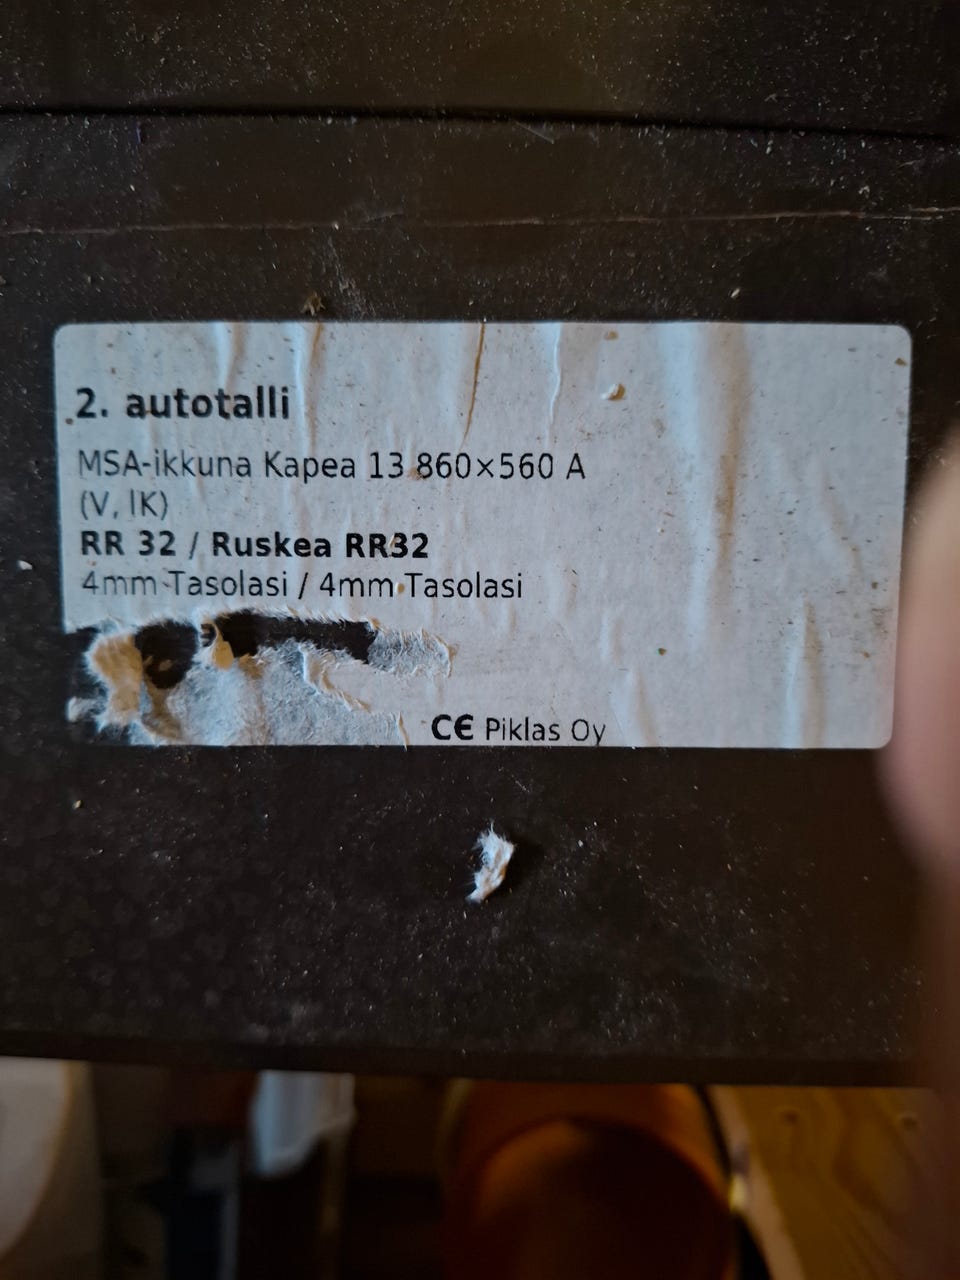 2. autotalli
MSA-ikkuna Kapea 13 860×560 A
(V, IK)
RR 32 / Ruskea RR32
4mm Tasolasi / 4mm Tasolasi
CE Piklas Oy